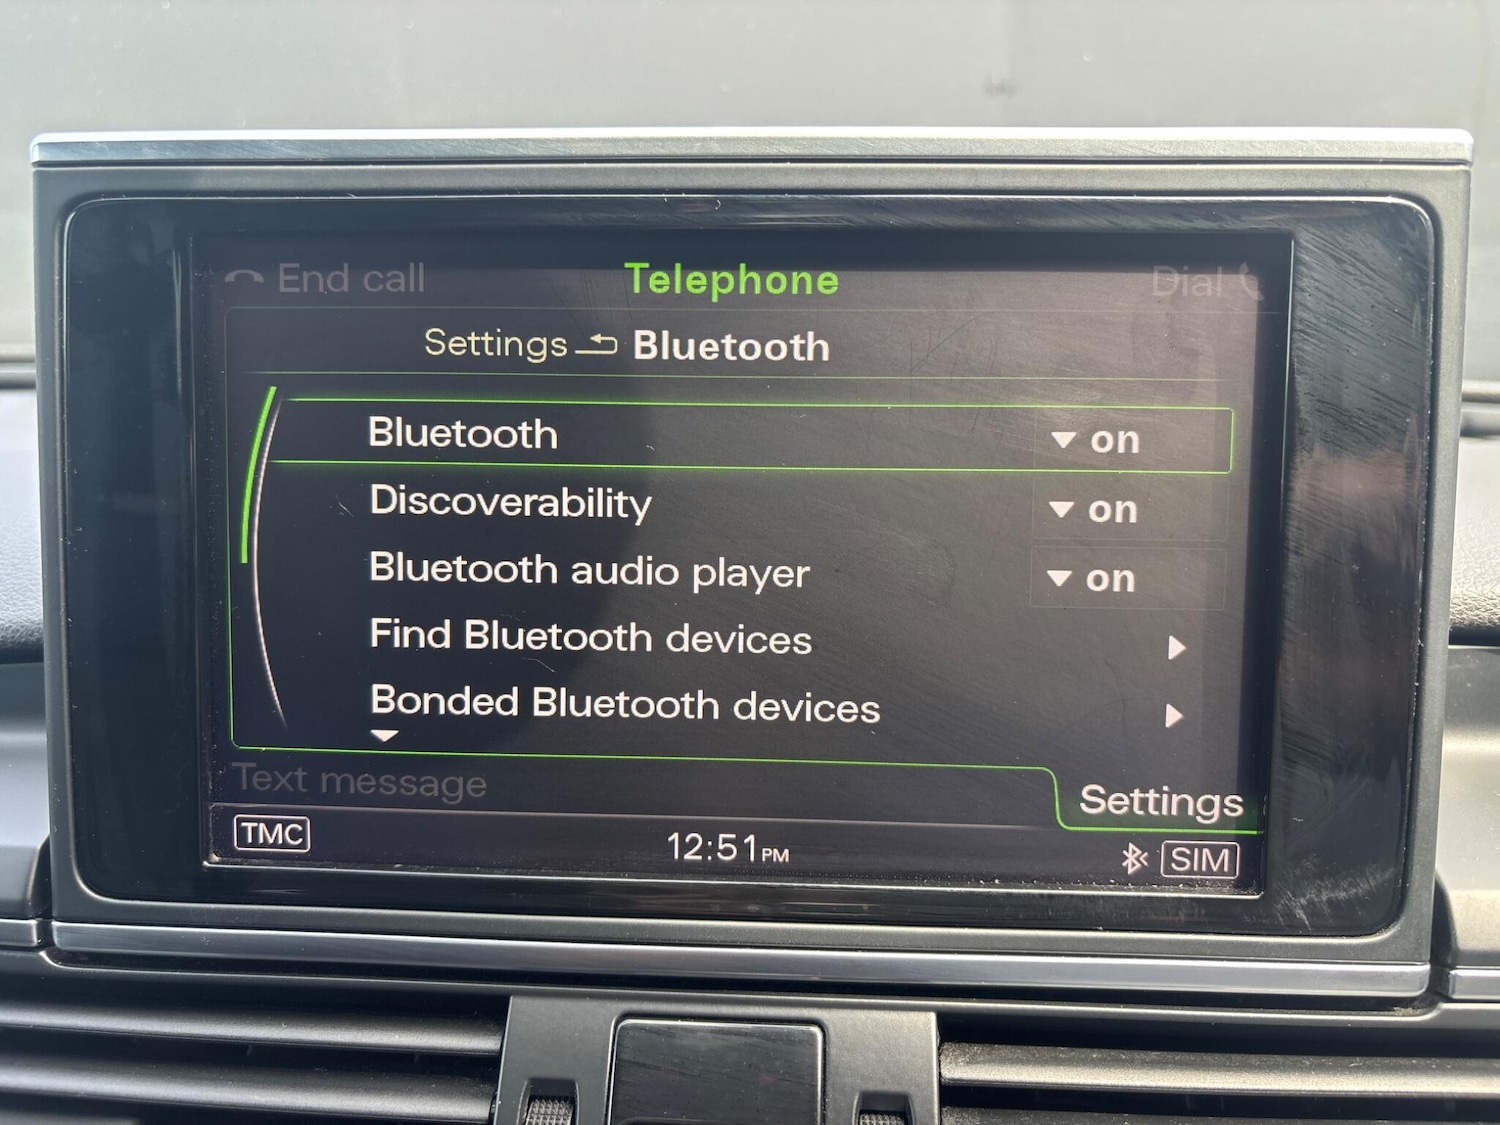 End call
Telephone
Dial
Settings Bluetooth
Bluetooth on
Discoverability on
Bluetooth audio player on
Find Bluetooth devices
Bonded Bluetooth devices
Text message
Settings
TMC
12:51PM
SIM